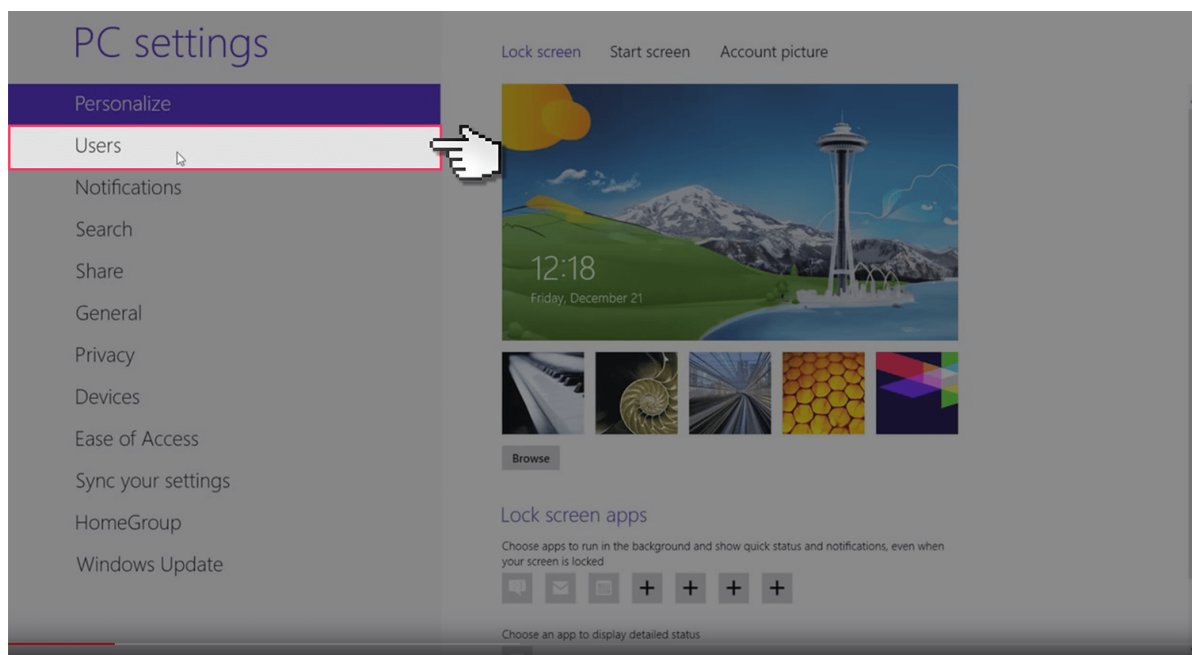 PC settings
Personalize
Users
Notifications
Search
Share
General
Privacy
Devices
Ease of Access
Sync your settings
HomeGroup
Windows Update
Lock screen Start screen Account picture
12:18
Friday, December 21
Browse
Lock screen apps
Choose apps to run in the background and show quick status and notifications, even when
your screen is locked
Choose an app to display detailed status